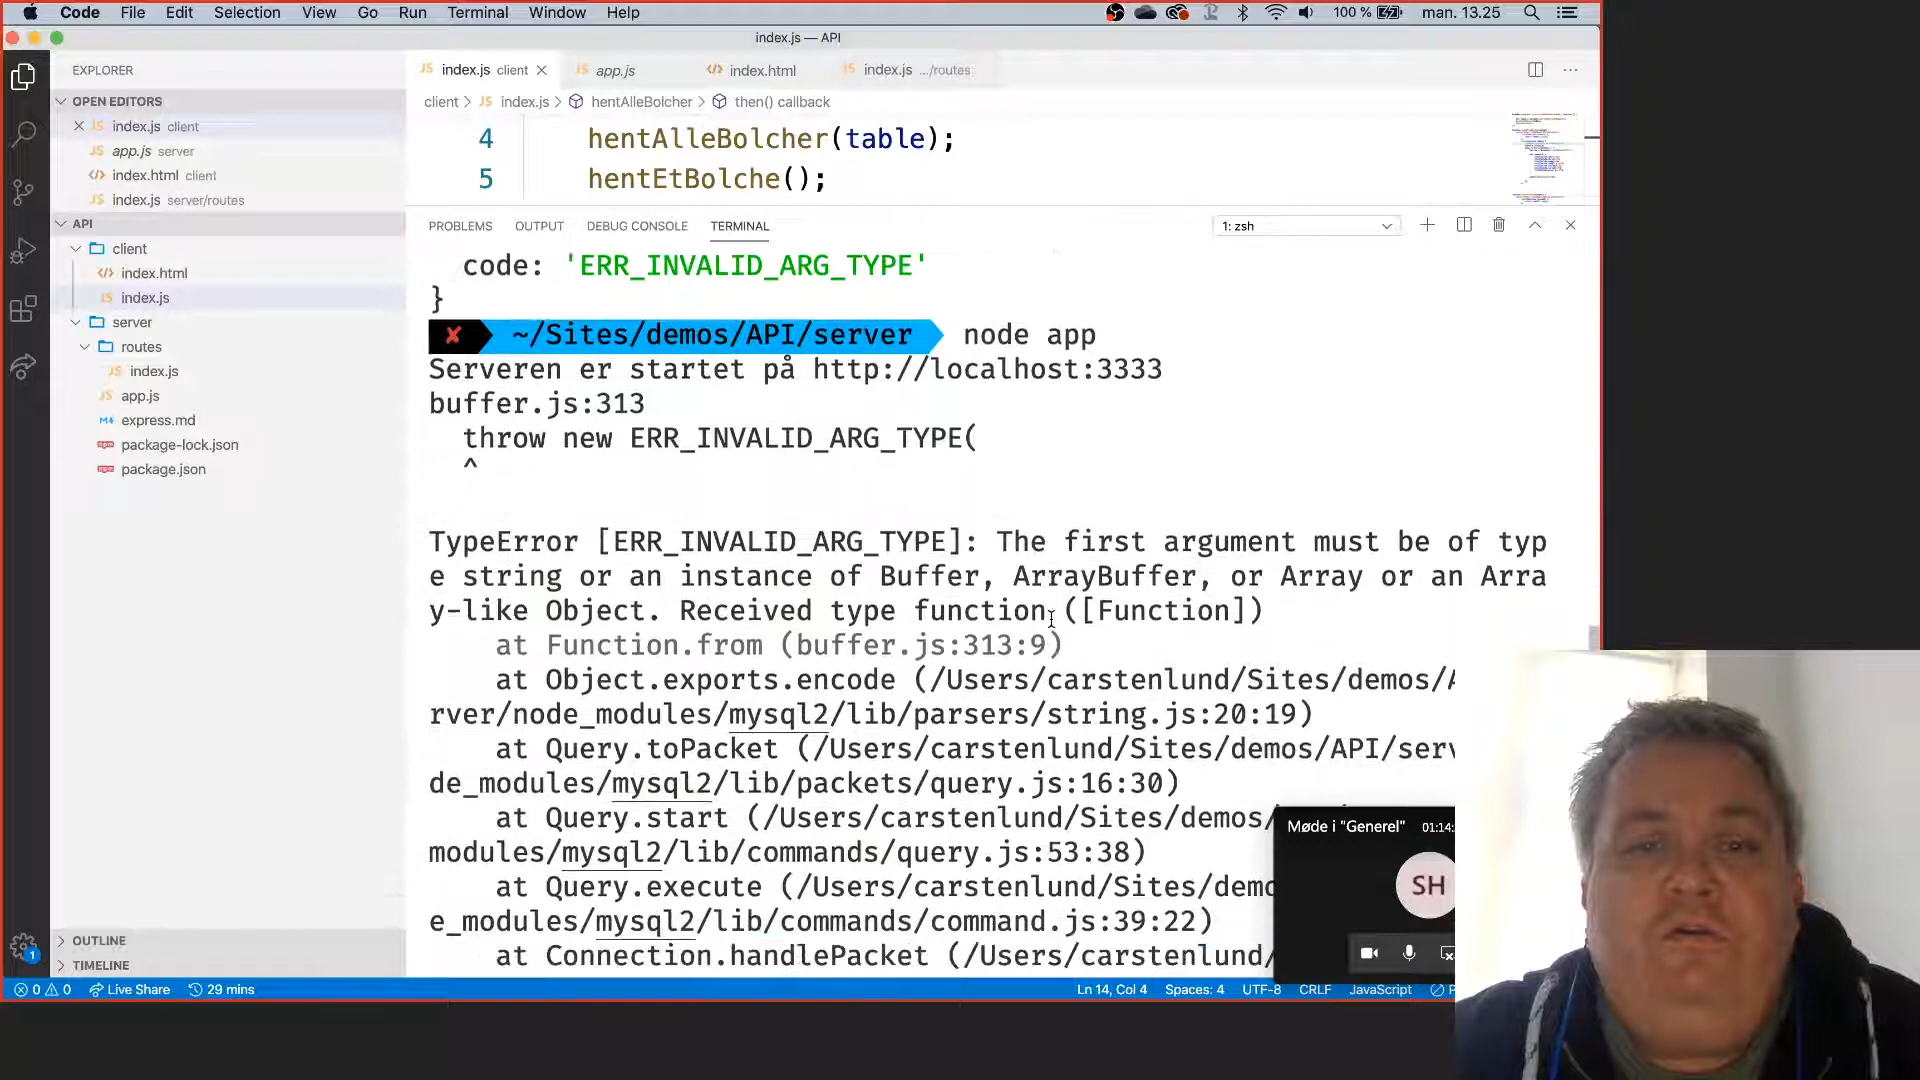 Code File Edit Selection View Go Run Terminal Window Help 100 % man. 13.25
index.js — API
EXPLORER
index.js client app.js index.html index.js .../routes
OPEN EDITORS
client > index.js > hentAlleBolcher > then() callback
index.js client
app.js server
index.html client
index.js server/routes
4 hentAlleBolcher(table);
5 hentEtBolche();
API
client
index.html
index.js
server
routes
index.js
app.js
express.md
package-lock.json
package.json
PROBLEMS OUTPUT DEBUG CONSOLE TERMINAL 1: zsh
code: 'ERR_INVALID_ARG_TYPE'
}
✘ ~/Sites/demos/API/server node app
Serveren er startet på http://localhost:3333
buffer.js:313
throw new ERR_INVALID_ARG_TYPE(
^
TypeError [ERR_INVALID_ARG_TYPE]: The first argument must be of typ
e string or an instance of Buffer, ArrayBuffer, or Array or an Arra
y-like Object. Received type function ([Function])
at Function.from (buffer.js:313:9)
at Object.exports.encode (/Users/carstenlund/Sites/demos/
rver/node_modules/mysql2/lib/parsers/string.js:20:19)
at Query.toPacket (/Users/carstenlund/Sites/demos/API/serv
de_modules/mysql2/lib/packets/query.js:16:30)
at Query.start (/Users/carstenlund/Sites/demos/
modules/mysql2/lib/commands/query.js:53:38)
at Query.execute (/Users/carstenlund/Sites/demo
e_modules/mysql2/lib/commands/command.js:39:22)
at Connection.handlePacket (/Users/carstenlund/
Møde i "Generel" 01:14:
SH
OUTLINE
TIMELINE
1
0 0 Live Share 29 mins Ln 14, Col 4 Spaces: 4 UTF-8 CRLF JavaScript